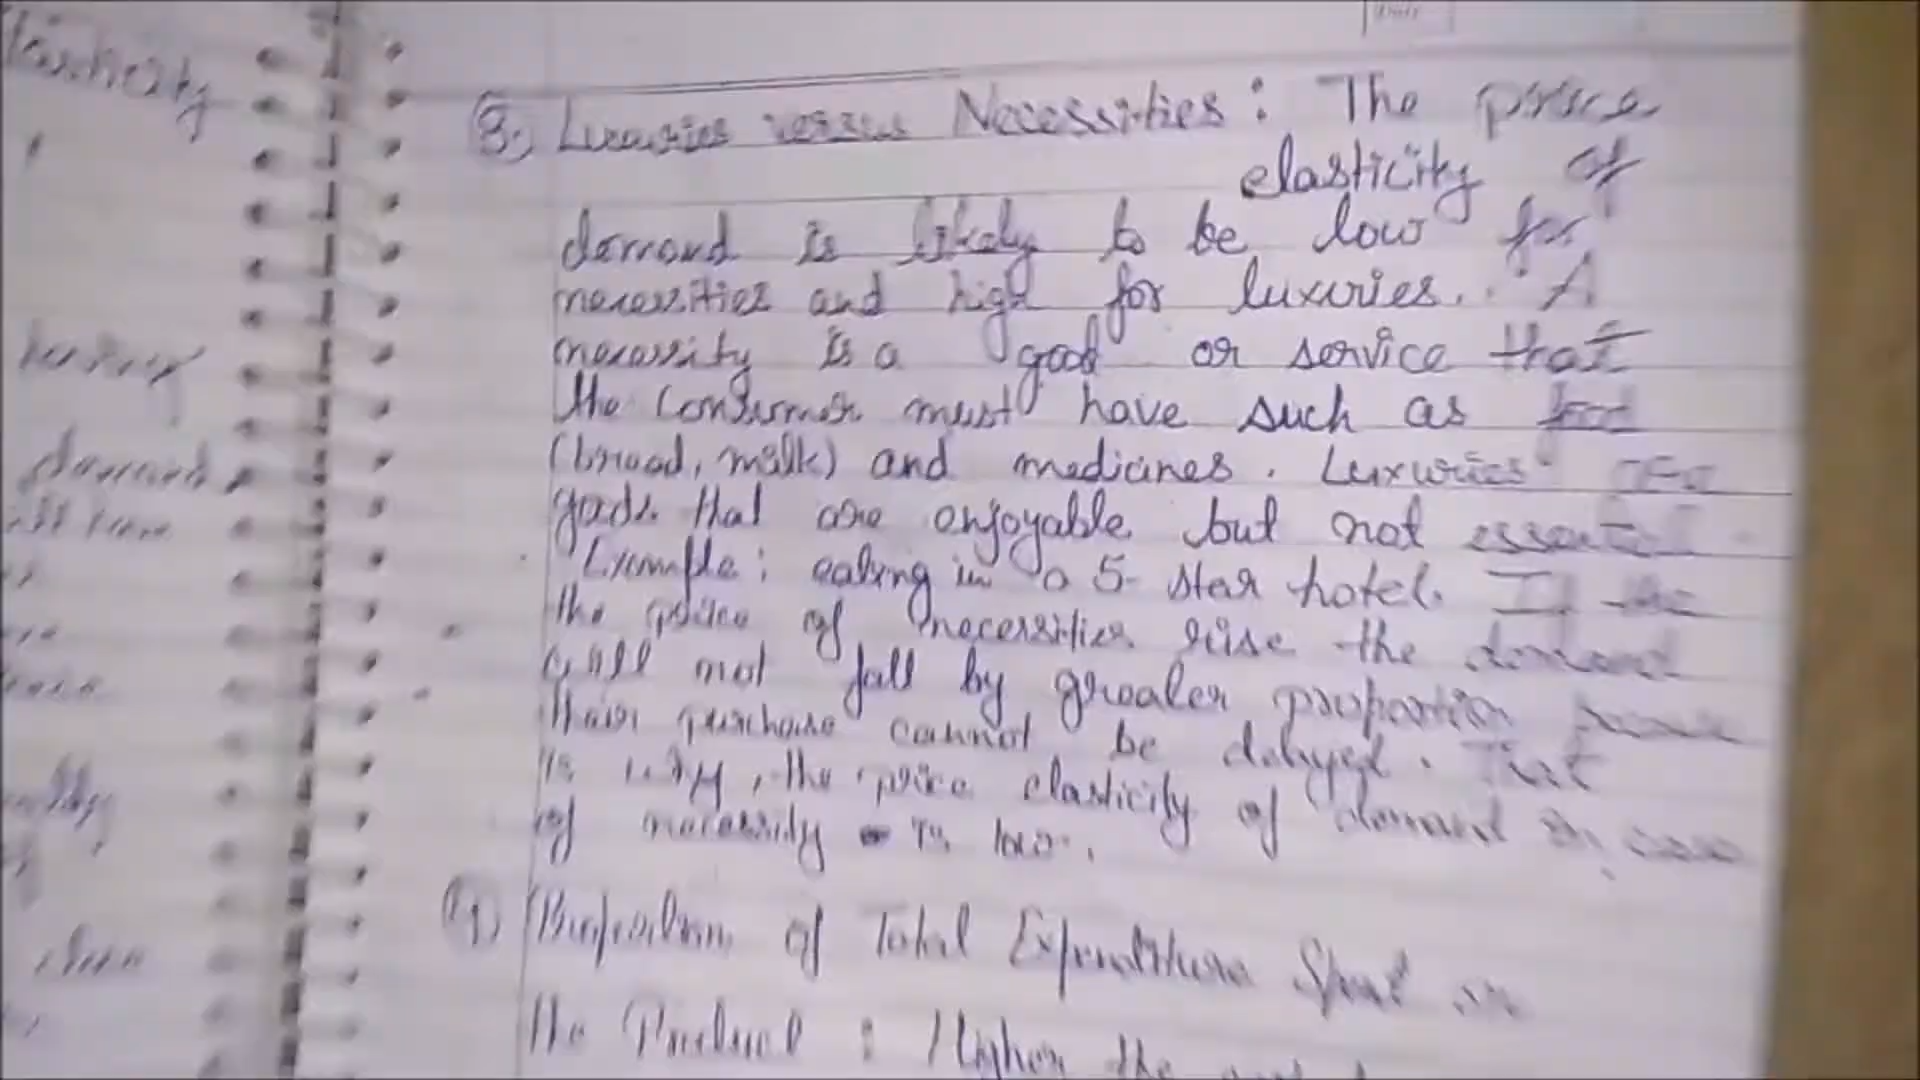 elasticity
demand
3. Luxuries versus Necessities : The price
elasticity of
demand is likely to be low for
necessities and high for luxuries. A
necessity is a good or service that
the consumer must have such as food
(bread, milk) and medicines. Luxuries are
goods that are enjoyable but not essential
Example : eating in a 5- star hotel. If the
the price of necessities rise the demand
will not fall by greater proportion because
their purchase cannot be delayed. That
is why, the price elasticity of demand in case
of necessity is low.
4) Proportion of Total Expenditure Spent on
the Product : Higher the